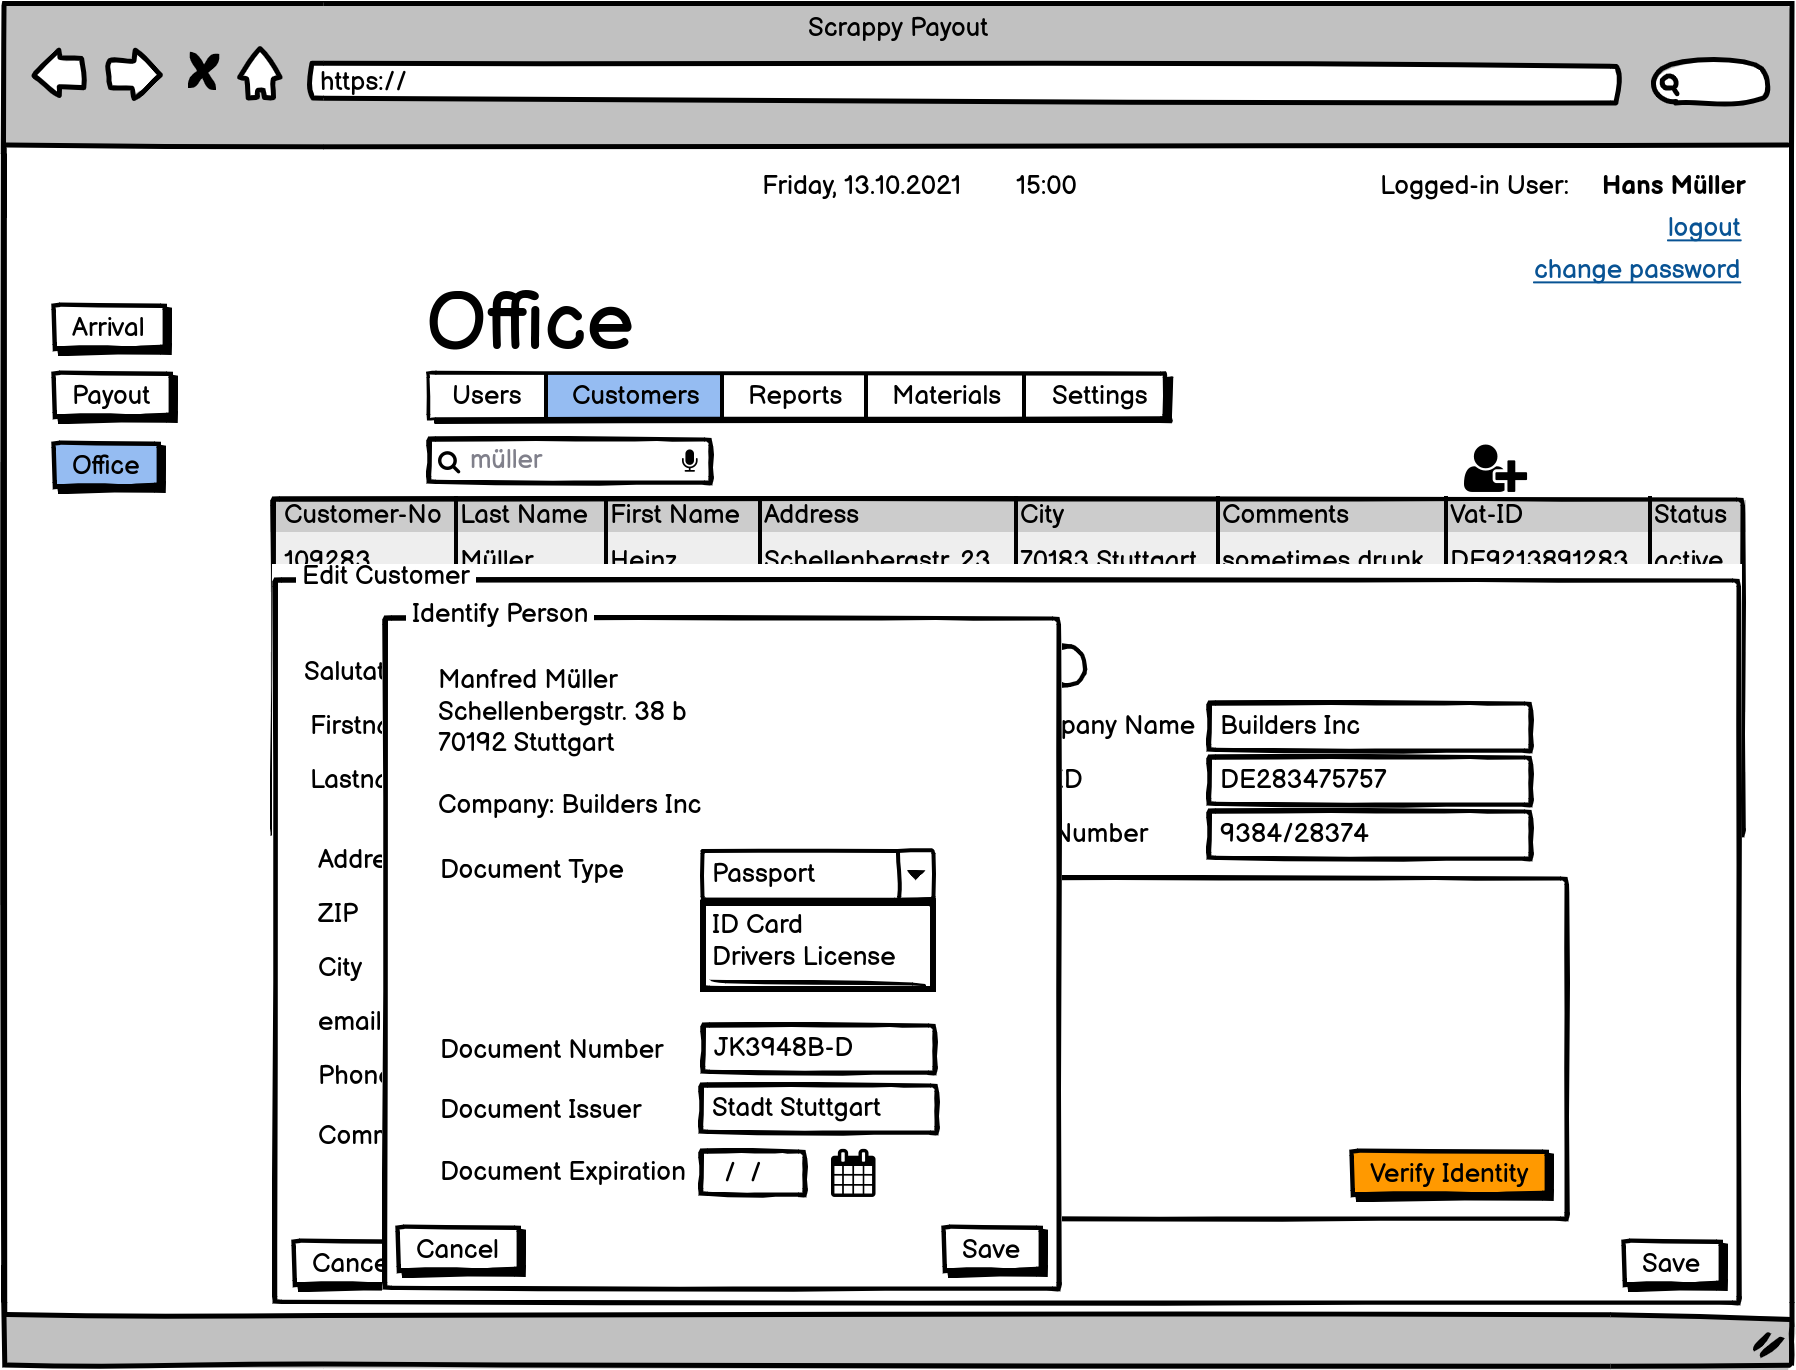 Scrappy Payout
https://
Friday, 13.10.2021 15:00 Logged-in User: Hans Müller
logout
change password
Arrival
Payout
Office
Office
Users Customers Reports Materials Settings
müller
Customer-No Last Name First Name Address City Comments Vat-ID Status
109283 Müller Heinz Schellenbergstr. 23 70183 Stuttgart sometimes drunk DE9213891283 active
Edit Customer
Identify Person
Salutat
Firstna
Lastna
Addre
ZIP
City
email
Phone
Comm
Manfred Müller
Schellenbergstr. 38 b
70192 Stuttgart
Company: Builders Inc
Document Type Passport
ID Card
Drivers License
Document Number JK3948B-D
Document Issuer Stadt Stuttgart
Document Expiration / /
Cancel Save
pany Name Builders Inc
ID DE283475757
Number 9384/28374
Verify Identity
Cance
Save